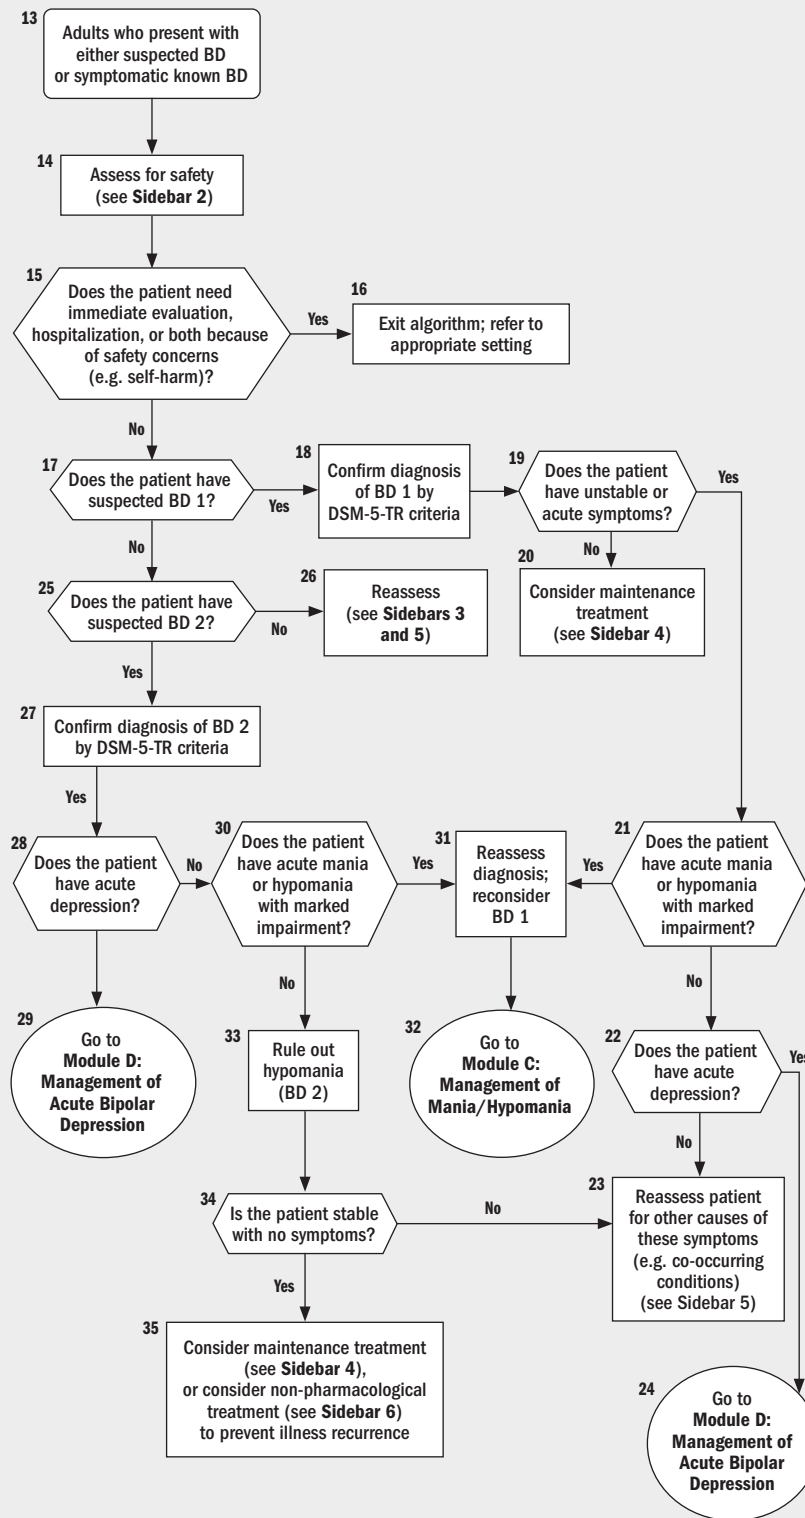 13
Adults who present with
either suspected BD
or symptomatic known BD
14
Assess for safety
(see Sidebar 2)
15
Does the patient need
immediate evaluation,
hospitalization, or both because
of safety concerns
(e.g. self-harm)?
Yes
16
Exit algorithm; refer to
appropriate setting
No
17
Does the patient have
suspected BD 1?
Yes
18
Confirm diagnosis
of BD 1 by
DSM-5-TR criteria
19
Does the patient
have unstable or
acute symptoms?
Yes
No
20
Consider maintenance
treatment
(see Sidebar 4)
No
25
Does the patient have
suspected BD 2?
No
26
Reassess
(see Sidebars 3
and 5)
Yes
27
Confirm diagnosis of BD 2
by DSM-5-TR criteria
Yes
28
Does the patient
have acute
depression?
No
30
Does the patient
have acute mania
or hypomania
with marked
impairment?
Yes
31
Reassess
diagnosis;
reconsider
BD 1
Yes
21
Does the patient
have acute mania
or hypomania
with marked
impairment?
29
Go to
Module D:
Management of
Acute Bipolar
Depression
No
33
Rule out
hypomania
(BD 2)
32
Go to
Module C:
Management of
Mania/Hypomania
No
22
Does the patient
have acute
depression?
Yes
No
34
Is the patient stable
with no symptoms?
No
23
Reassess patient
for other causes of
these symptoms
(e.g. co-occurring
conditions)
(see Sidebar 5)
Yes
35
Consider maintenance treatment
(see Sidebar 4),
or consider non-pharmacological
treatment (see Sidebar 6)
to prevent illness recurrence
24
Go to
Module D:
Management of
Acute Bipolar
Depression